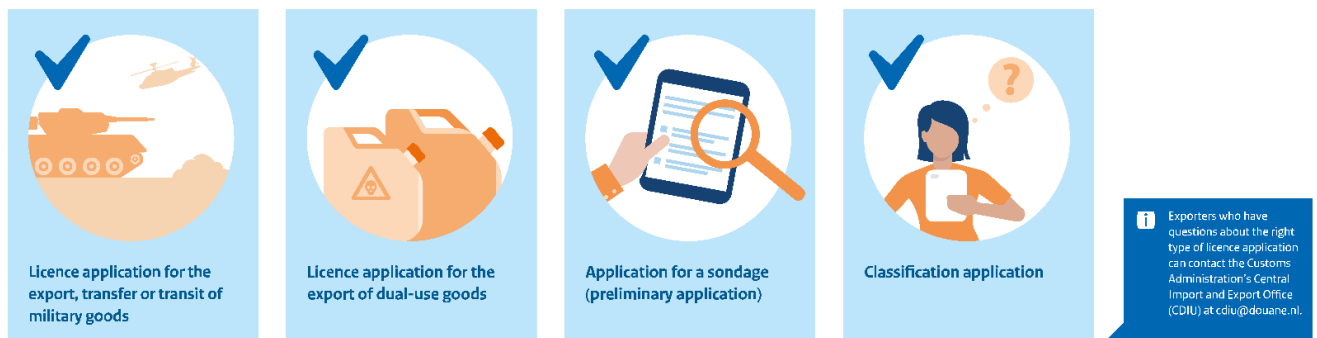 Licence application for the
export, transfer or transit of
military goods
Licence application for the
export of dual-use goods
Application for a sondage
(preliminary application)
?
Classification application
i
Exporters who have
questions about the right
type of licence application
can contact the Customs
Administration's Central
Import and Export Office
(CDIU) at cdiu@douane.nl.